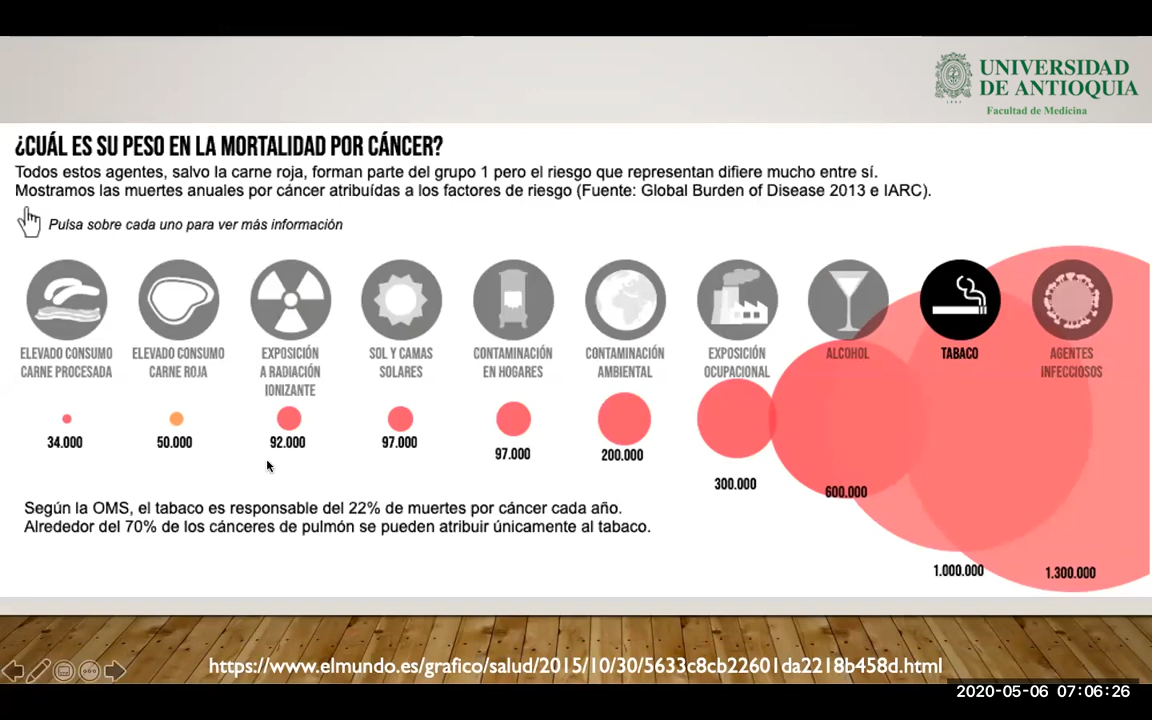 UNIVERSIDAD
DE ANTIOQUIA
Facultad de Medicina
¿CUÁL ES SU PESO EN LA MORTALIDAD POR CÁNCER?
Todos estos agentes, salvo la carne roja, forman parte del grupo 1 pero el riesgo que representan difiere mucho entre sí.
Mostramos las muertes anuales por cáncer atribuídas a los factores de riesgo (Fuente: Global Burden of Disease 2013 e IARC).
Pulsa sobre cada uno para ver más información
ELEVADO CONSUMO
CARNE PROCESADA
34.000
ELEVADO CONSUMO
CARNE ROJA
50.000
EXPOSICIÓN
A RADIACIÓN
IONIZANTE
92.000
SOL Y CAMAS
SOLARES
97.000
CONTAMINACIÓN
EN HOGARES
97.000
CONTAMINACIÓN
AMBIENTAL
200.000
EXPOSICIÓN
OCUPACIONAL
300.000
ALCOHOL
600.000
TABACO
1.000.000
AGENTES
INFECCIOSOS
1.300.000
Según la OMS, el tabaco es responsable del 22% de muertes por cáncer cada año.
Alrededor del 70% de los cánceres de pulmón se pueden atribuir únicamente al tabaco.
https://www.elmundo.es/grafico/salud/2015/10/30/5633c8cb22601da2218b458d.html
2020-05-06 07:06:26